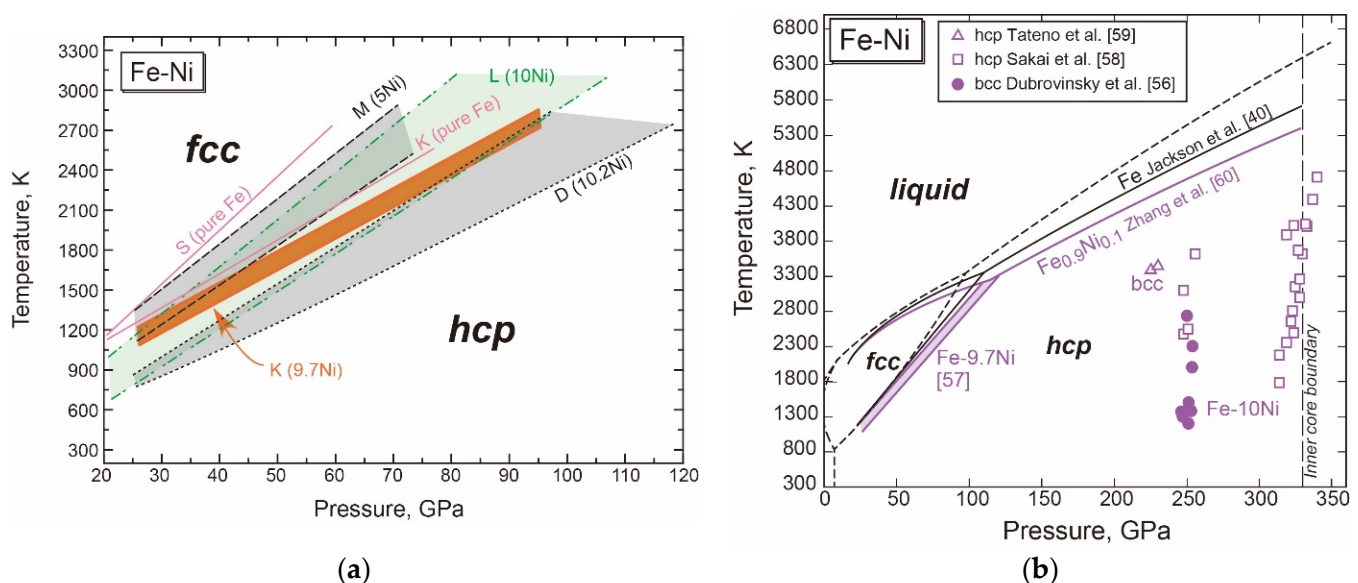 Fe-Ni
fcc
hcp
S (pure Fe)
M (5Ni)
L (10Ni)
K (pure Fe)
D (10.2Ni)
K (9.7Ni)
Temperature, K
3300
3000
2700
2400
2100
1800
1500
1200
900
600
300
20
30
40
50
60
70
80
90
100
110
120
Pressure, GPa
(a)
Fe-Ni
hcp Tateno et al. [59]
hcp Sakai et al. [58]
bcc Dubrovinsky et al. [56]
liquid
Fe Jackson et al. [40]
Fe0.9Ni0.1 Zhang et al. [60]
bcc
fcc
hcp
Fe-9.7Ni
[57]
Fe-10Ni
Inner core boundary
Temperature, K
6800
6300
5800
5300
4800
4300
3800
3300
2800
2300
1800
1300
800
300
0
50
100
150
200
250
300
350
Pressure, GPa
(b)